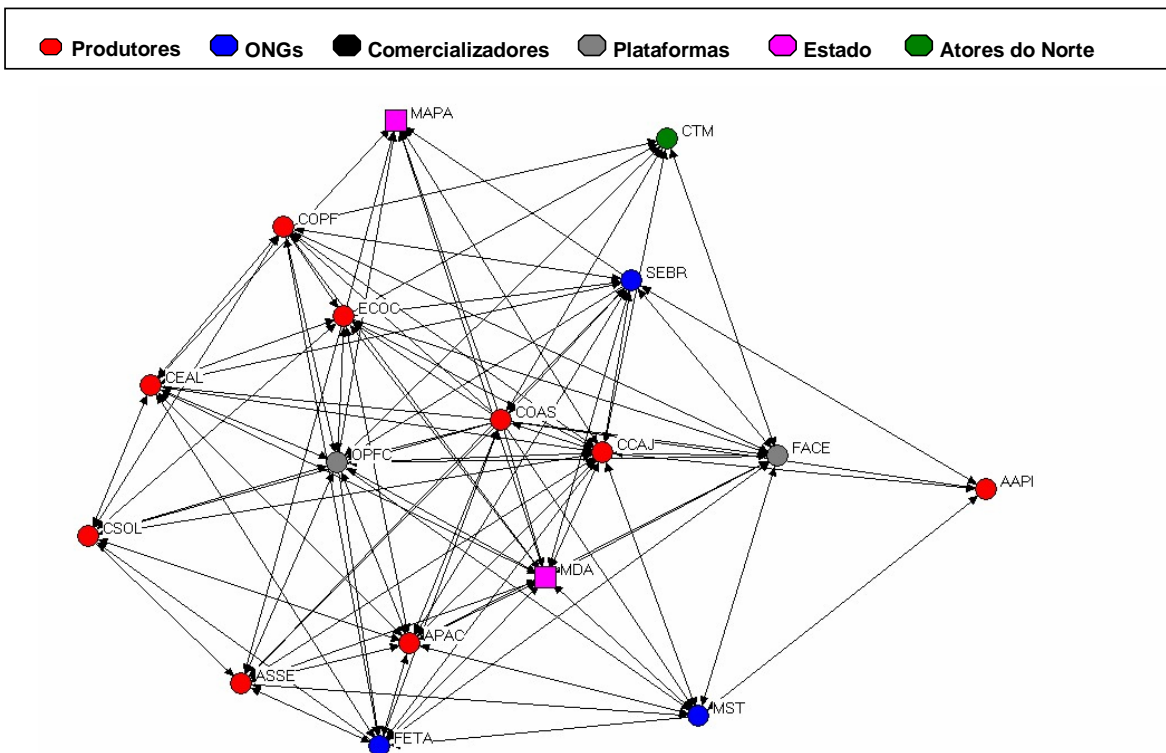 Produtores ONGs Comercializadores Plataformas Estado Atores do Norte
MAPA
CTM
COPF
SEBR
ECOC
CEAL
COAS
CCAJ
OPFC
FACE
AAPI
CSOL
MDA
APAC
ASSE
MST
FETA